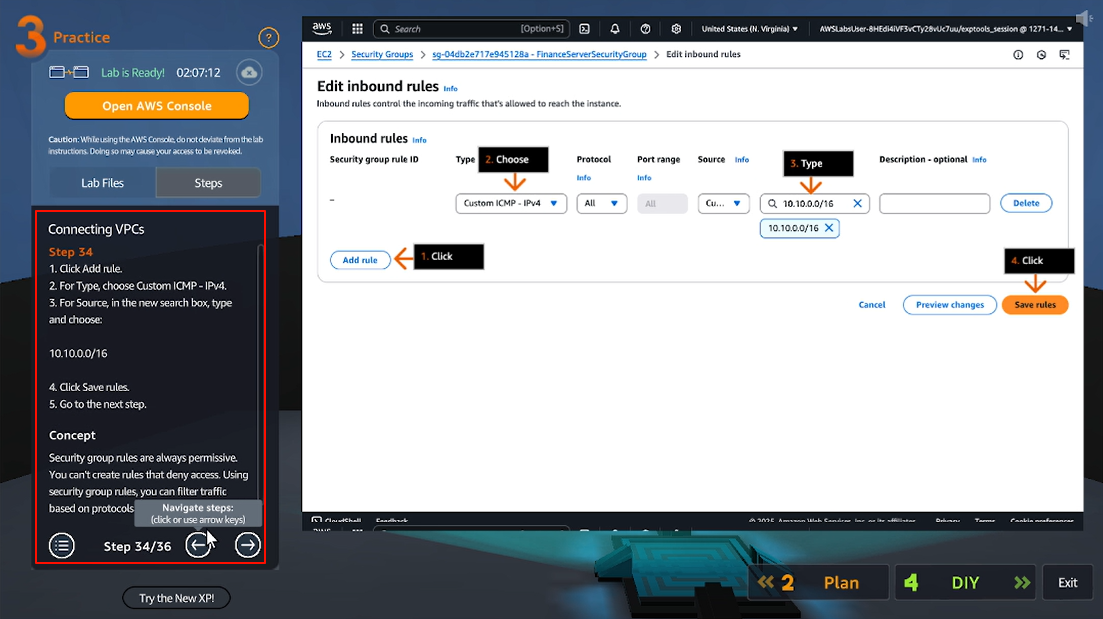 3 Practice
?
Lab is Ready! 02:07:12
Open AWS Console
Caution: While using the AWS Console, do not deviate from the lab
instructions. Doing so may cause your access to be revoked.
Lab Files
Steps
Connecting VPCs
Step 34
1. Click Add rule.
2. For Type, choose Custom ICMP - IPv4.
3. For Source, in the new search box, type
and choose:
10.10.0.0/16
4. Click Save rules.
5. Go to the next step.
Concept
Security group rules are always permissive.
You can't create rules that deny access. Using
security group rules, you can filter traffic
based on protocols
Navigate steps:
(click or use arrow keys)
Step 34/36
Try the New XP!
aws
Search
[Option+S]
United States (N. Virginia)
AWSLabsUser-8HEdi4iVF3vCTy28vUc7ua/exptools_session @ 1271-14...
EC2 > Security Groups > sg-04db2e717e945128a - FinanceServerSecurityGroup > Edit inbound rules
Edit inbound rules Info
Inbound rules control the incoming traffic that's allowed to reach the instance.
Inbound rules Info
Security group rule ID
Type
2. Choose
Protocol
Info
Port range
Info
Source Info
3. Type
Description - optional Info
–
Custom ICMP - IPv4
All
All
Cu...
10.10.0.0/16
Delete
10.10.0.0/16
Add rule
1. Click
4. Click
Cancel
Preview changes
Save rules
CloudShell Feedback
© 2025, Amazon Web Services, Inc. or its affiliates. Privacy Terms Cookie preferences
2 Plan
4 DIY
Exit